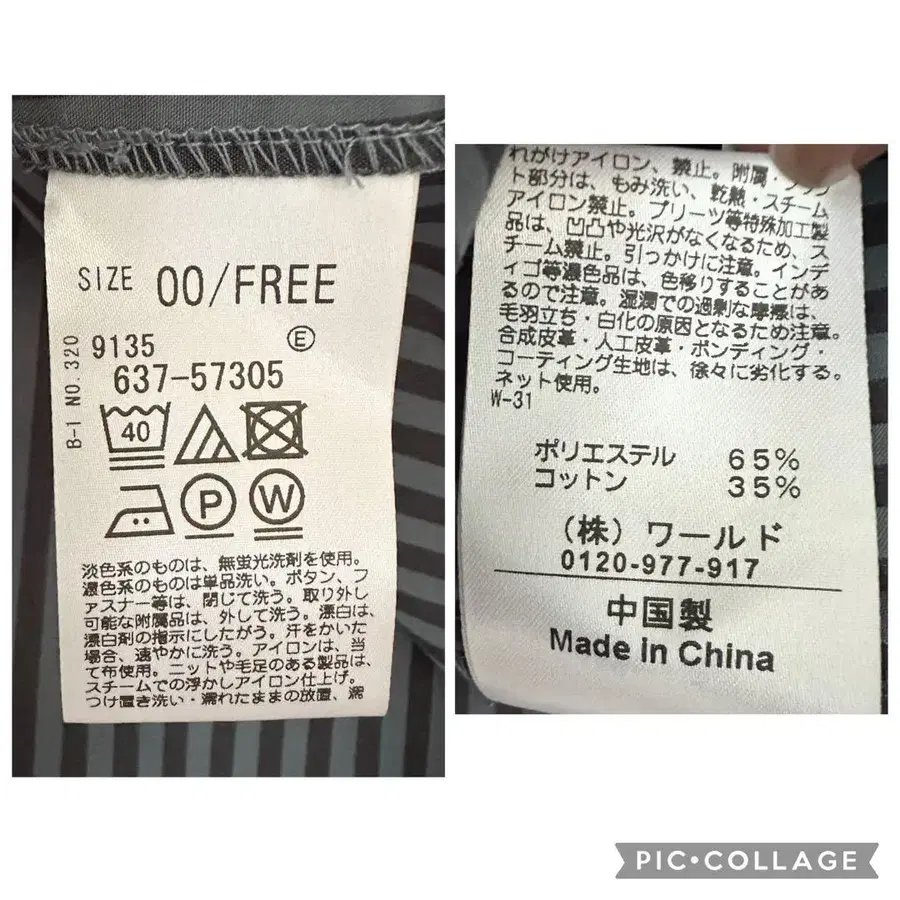 SIZE 00/FREE
B-1 NO.320
9135
E
637-57305
40
P
W
淡色系のものは、無蛍光洗剤を使用。
濃色系のものは単品洗い。ボタン、フ
ァスナー等は、閉じて洗う。取り外し
可能な附属品は、外して洗う。漂白は、
漂白剤の指示にしたがう。汗をかいた
場合、速やかに洗う。アイロンは、当
て布使用。ニットや毛足のある製品は、
スチームでの浮かしアイロン仕上げ。
つけ置き洗い・濡れたままの放置、濡
れがけアイロン、禁止。附属・
ト部分は、もみ洗い、乾熱・スチーム
アイロン禁止。プリーツ等特殊加工製
品は、凹凸や光沢がなくなるため、ス
チーム禁止。引っかけに注意。インデ
ィゴ等濃色品は、色移りすることがあ
るので注意。湿潤での過剰な摩擦は、
毛羽立ち・白化の原因となるため注意。
合成皮革・人工皮革・ボンディング・
コーティング生地は、徐々に劣化する。
ネット使用。
W-31
ポリエステル 65%
コットン 35%
(株)ワールド
0120-977-917
中国製
Made in China
PIC•COLLAGE